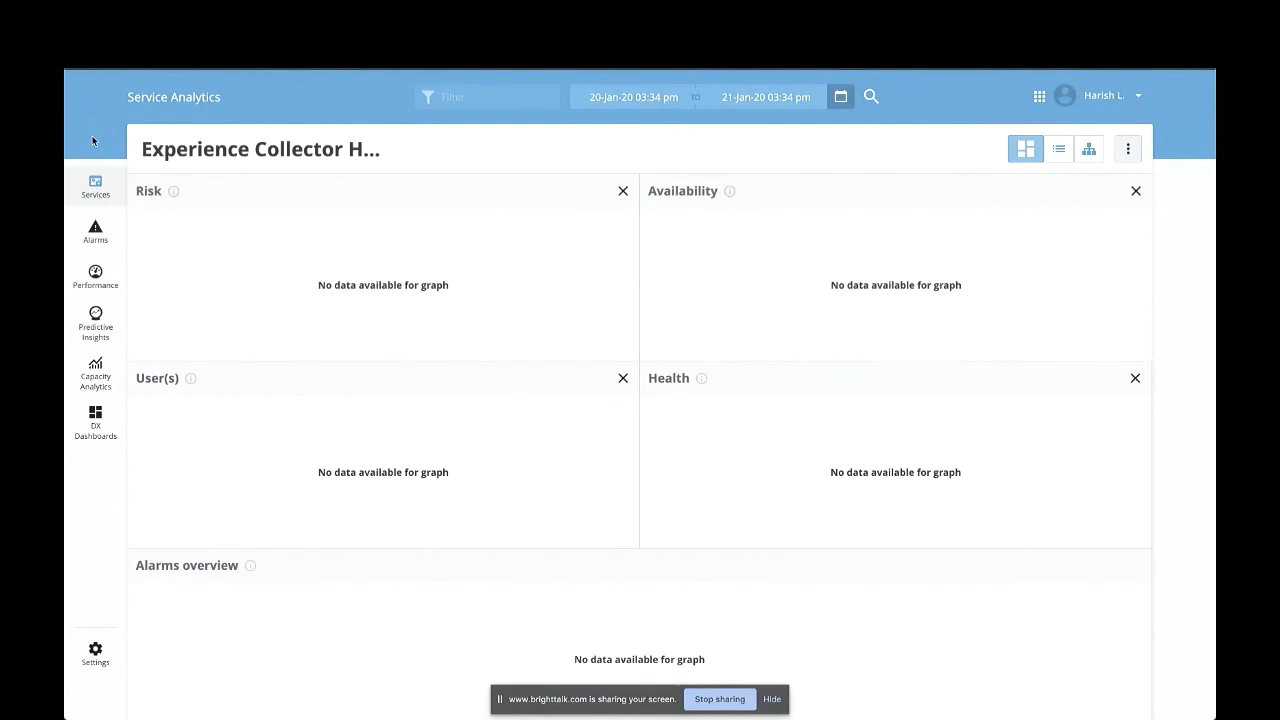 Service Analytics
Filter
20-Jan-20 03:34 pm TO 21-Jan-20 03:34 pm
Harish L.
Experience Collector H...
Services
Alarms
Performance
Predictive
Insights
Capacity
Analytics
DX
Dashboards
Settings
Risk
No data available for graph
Availability
No data available for graph
User(s)
No data available for graph
Health
No data available for graph
Alarms overview
No data available for graph
www.brighttalk.com is sharing your screen. Stop sharing Hide